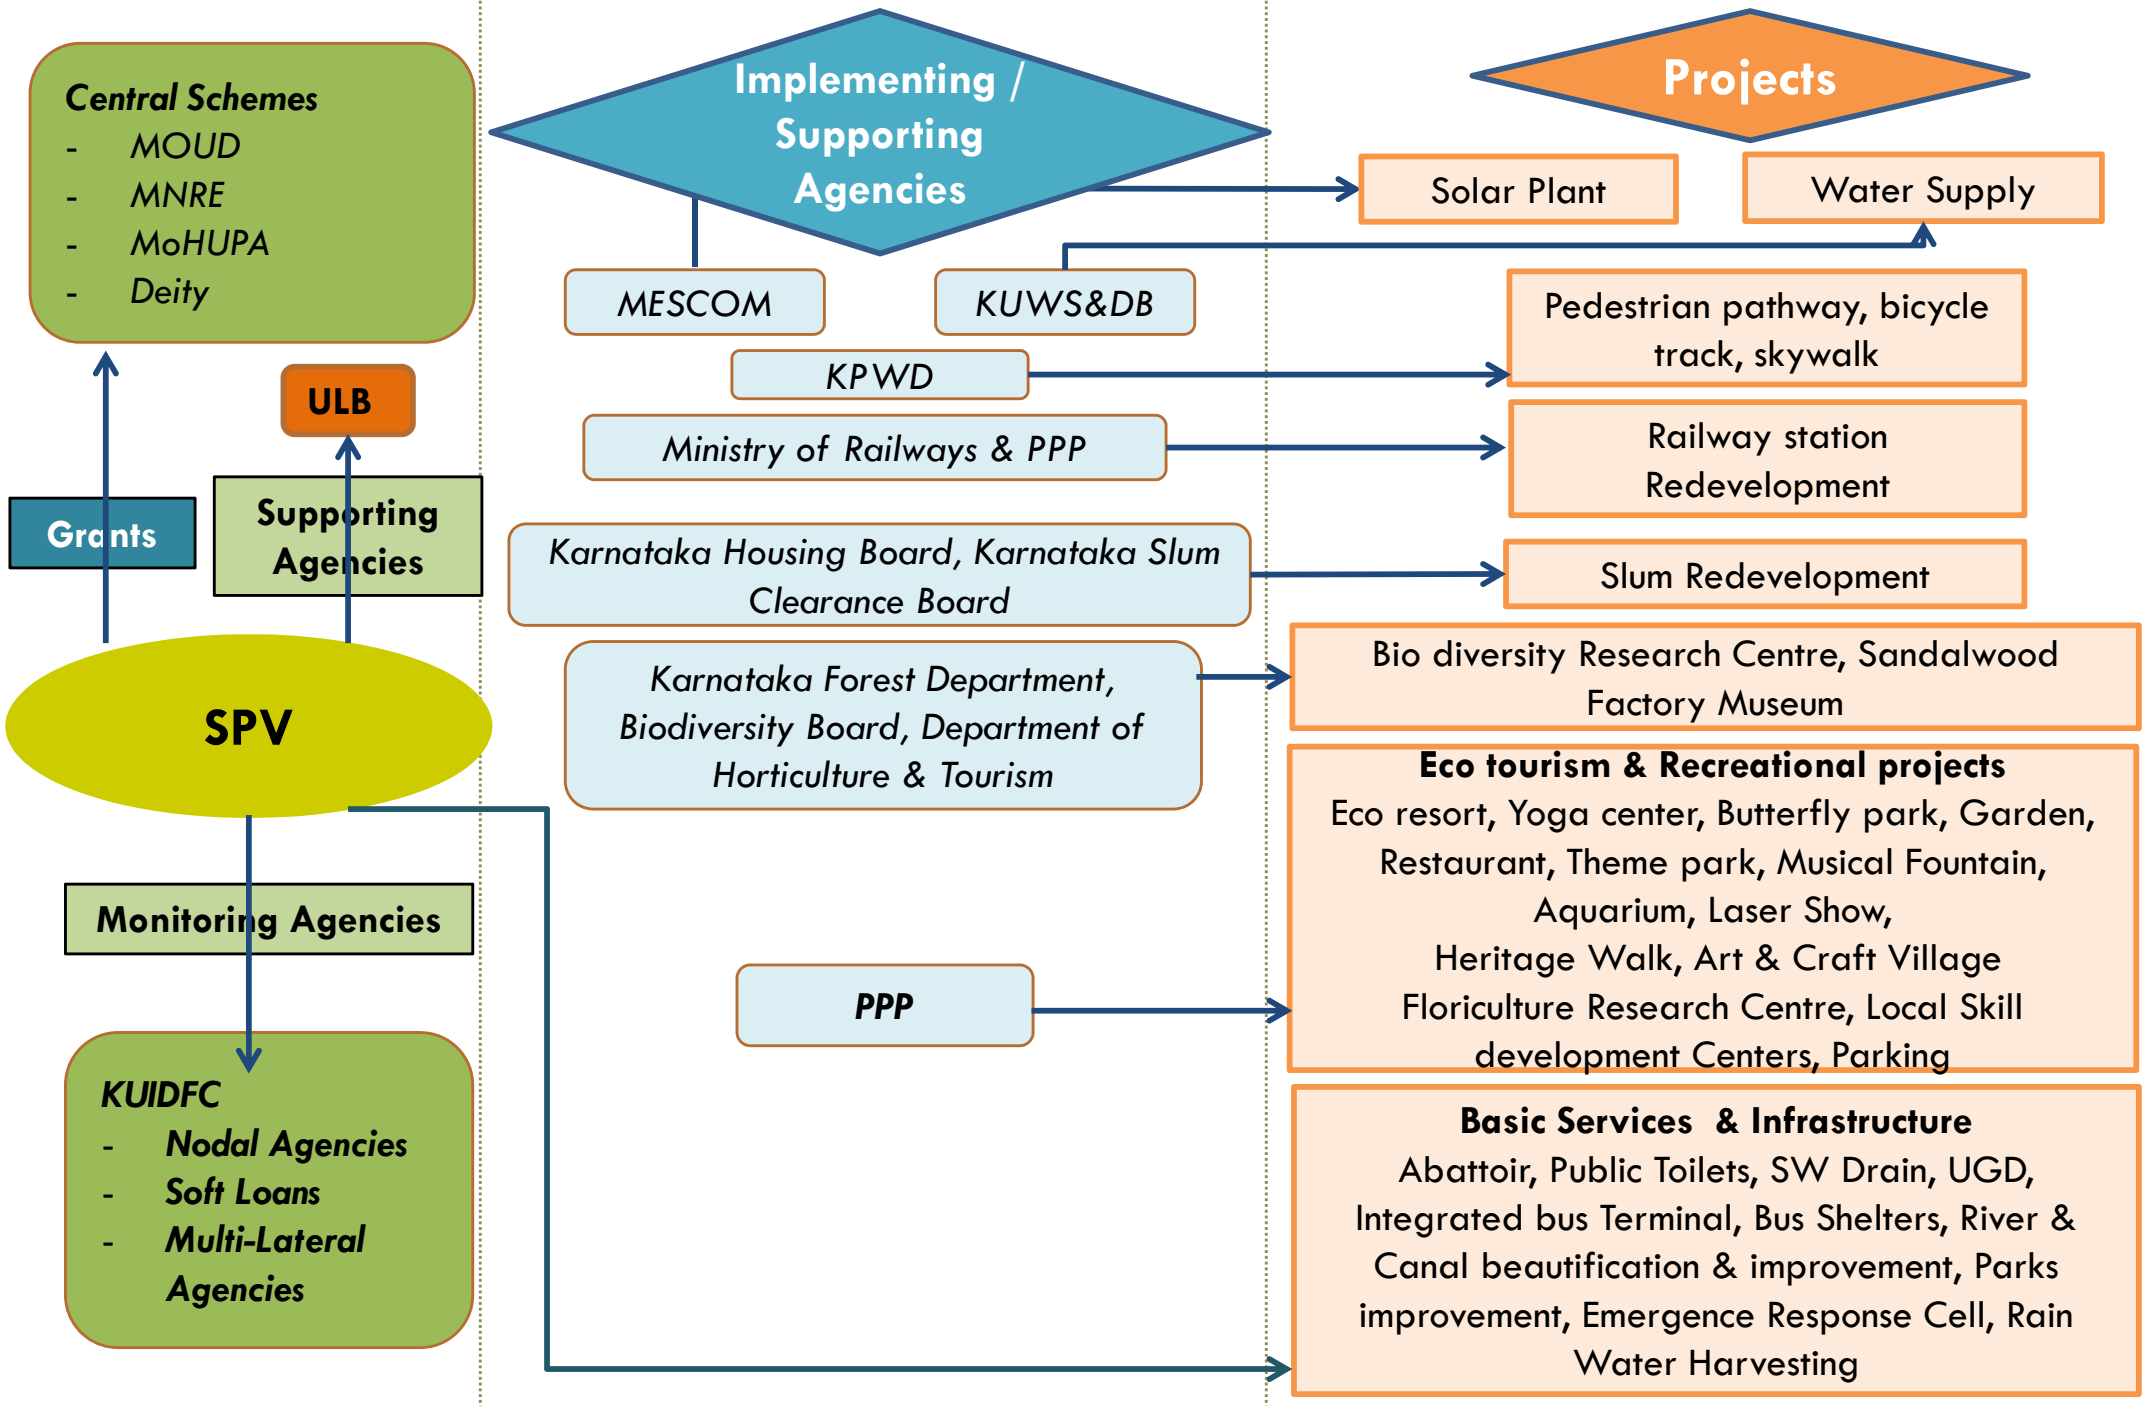 Central Schemes
- MOUD
- MNRE
- MoHUPA
- Deity
ULB
Grants
Supporting
Agencies
SPV
Monitoring Agencies
KUIDFC
- Nodal Agencies
- Soft Loans
- Multi-Lateral
Agencies
Implementing /
Supporting
Agencies
MESCOM
KUWS&DB
KPWD
Ministry of Railways & PPP
Karnataka Housing Board, Karnataka Slum
Clearance Board
Karnataka Forest Department,
Biodiversity Board, Department of
Horticulture & Tourism
PPP
Projects
Solar Plant
Water Supply
Pedestrian pathway, bicycle
track, skywalk
Railway station
Redevelopment
Slum Redevelopment
Bio diversity Research Centre, Sandalwood
Factory Museum
Eco tourism & Recreational projects
Eco resort, Yoga center, Butterfly park, Garden,
Restaurant, Theme park, Musical Fountain,
Aquarium, Laser Show,
Heritage Walk, Art & Craft Village
Floriculture Research Centre, Local Skill
development Centers, Parking
Basic Services & Infrastructure
Abattoir, Public Toilets, SW Drain, UGD,
Integrated bus Terminal, Bus Shelters, River &
Canal beautification & improvement, Parks
improvement, Emergence Response Cell, Rain
Water Harvesting